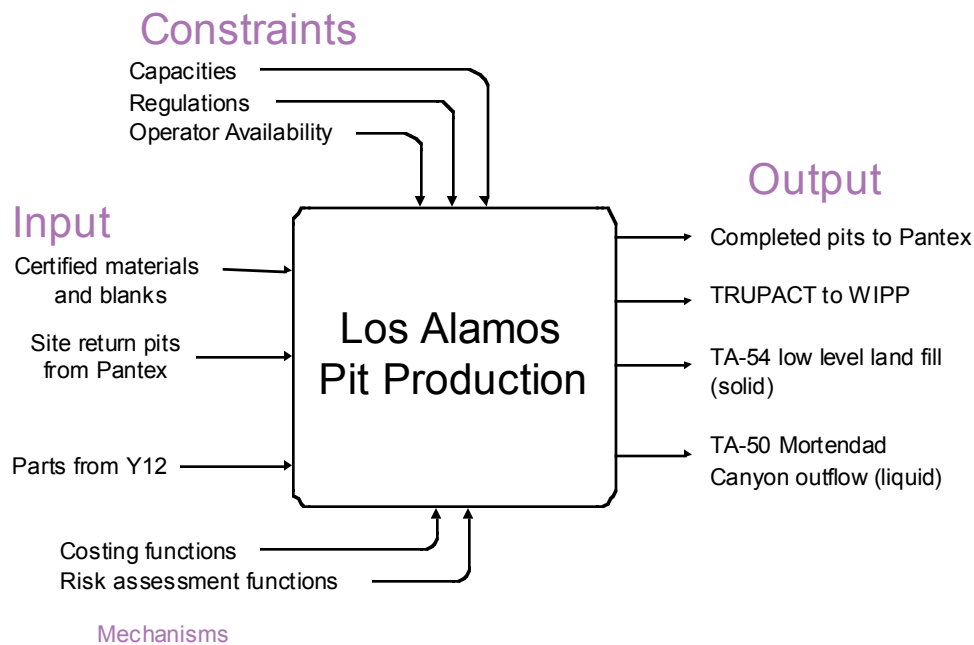 Constraints
Capacities
Regulations
Operator Availability
Input
Certified materials
and blanks
Site return pits
from Pantex
Parts from Y12
Los Alamos
Pit Production
Output
Completed pits to Pantex
TRUPACT to WIPP
TA-54 low level land fill
(solid)
TA-50 Mortendad
Canyon outflow (liquid)
Costing functions
Risk assessment functions
Mechanisms